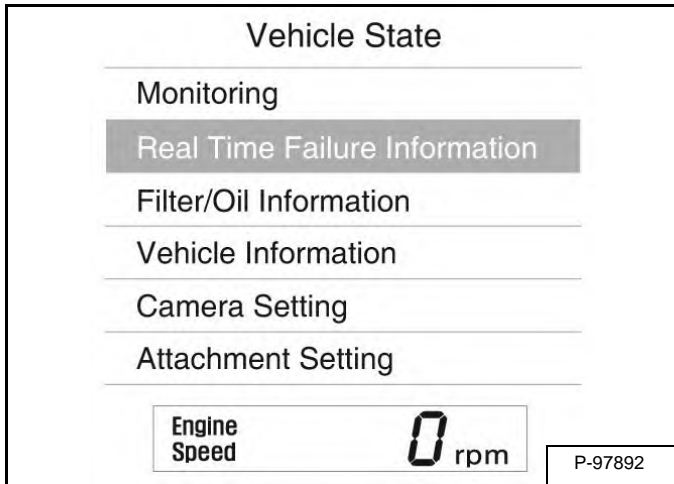 Vehicle State
Monitoring
Real Time Failure Information
Filter/Oil Information
Vehicle Information
Camera Setting
Attachment Setting
Engine
Speed
0 rpm
P-97892